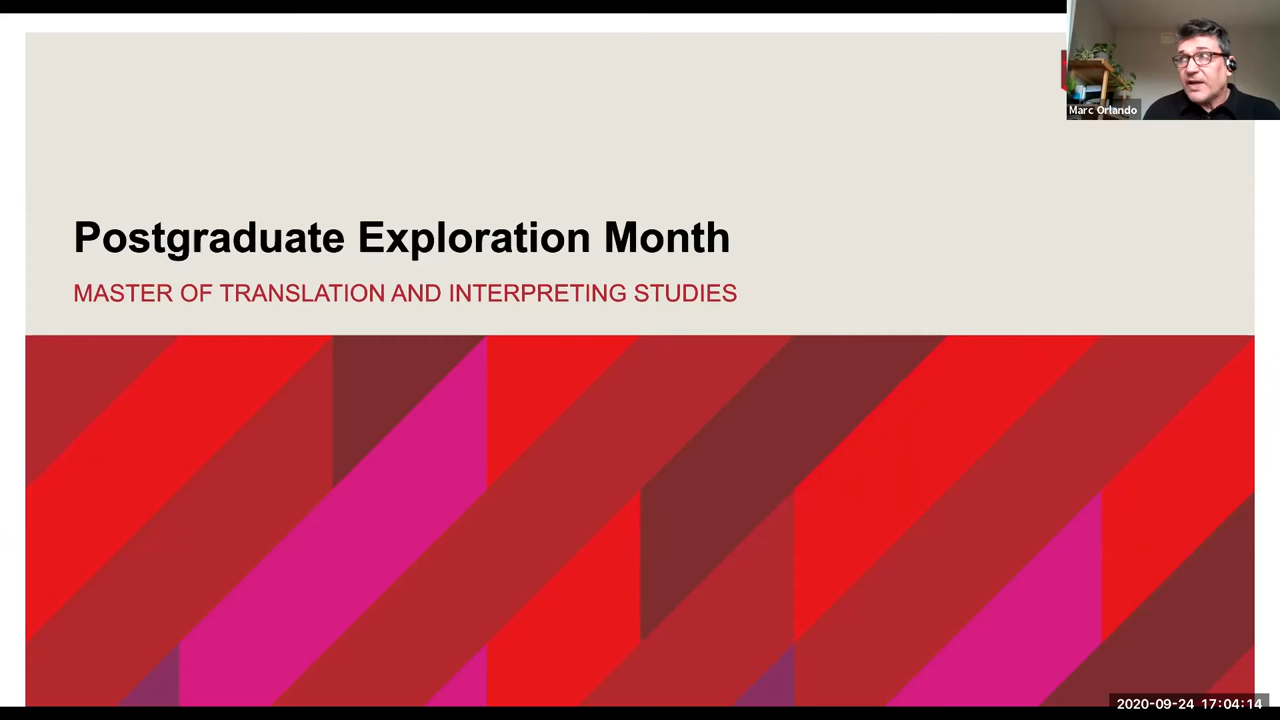 Postgraduate Exploration Month
MASTER OF TRANSLATION AND INTERPRETING STUDIES
Marc Orlando
2020-09-24 17:04:14